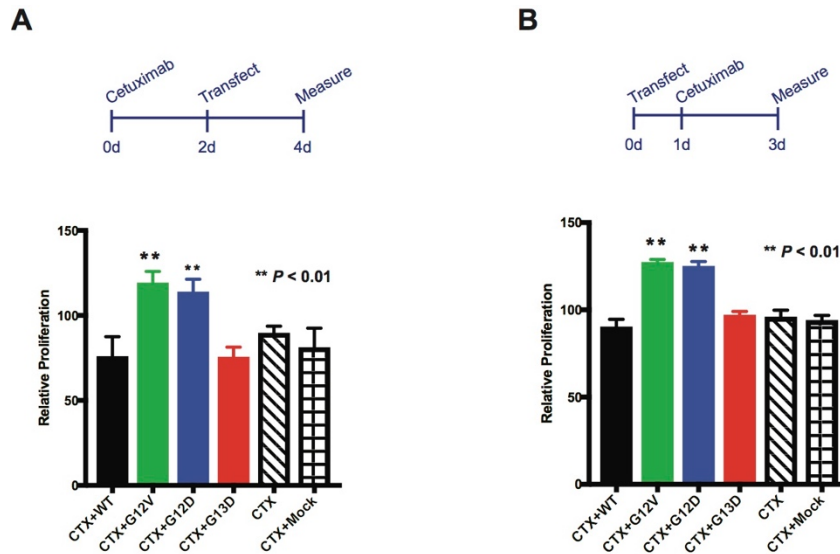 A
Cetuximab
Transfect
Measure
0d
2d
4d
Relative Proliferation
150
100
50
0
**
**
** P < 0.01
CTX+WT
CTX+G12V
CTX+G12D
CTX+G13D
CTX
CTX+Mock
B
Transfect
Cetuximab
Measure
0d
1d
3d
Relative Proliferation
150
100
50
0
**
**
** P < 0.01
CTX+WT
CTX+G12V
CTX+G12D
CTX+G13D
CTX
CTX+Mock